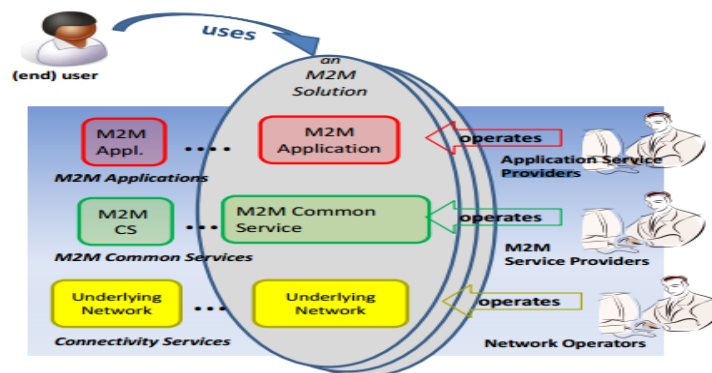 uses
(end) user
an
M2M
Solution
M2M
Appl.
....
M2M
Application
operates
Application Service
Providers
M2M Applications
M2M
CS
...
M2M Common
Service
operates
M2M
Service Providers
M2M Common Services
Underlying
Network
...
Underlying
Network
operates
Connectivity Services
Network Operators